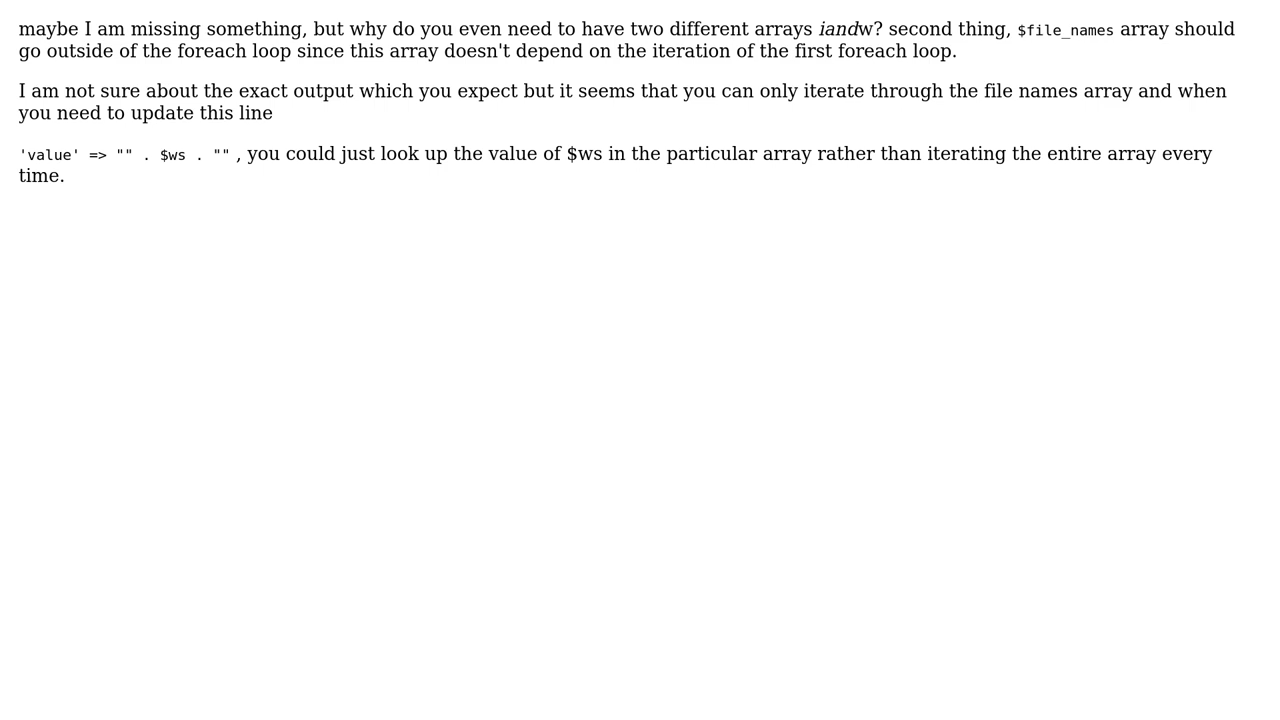 maybe I am missing something, but why do you even need to have two different arrays iandw? second thing, $file_names array should
go outside of the foreach loop since this array doesn't depend on the iteration of the first foreach loop.
I am not sure about the exact output which you expect but it seems that you can only iterate through the file names array and when
you need to update this line
'value' => "" . $ws . "" , you could just look up the value of $ws in the particular array rather than iterating the entire array every
time.